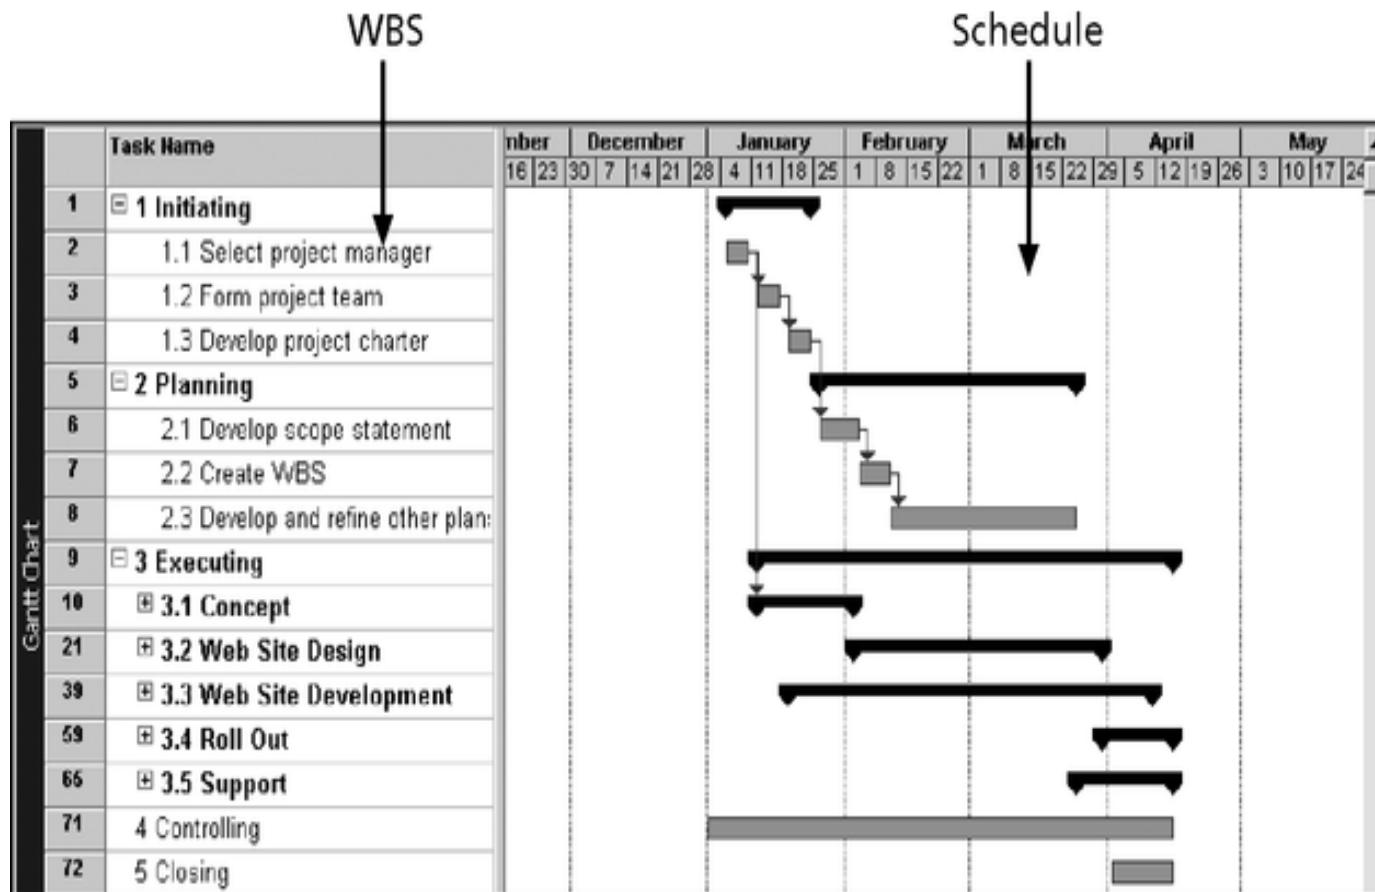 WBS Schedule
Task Name mber December January February March April May
16 23 30 7 14 21 28 4 11 18 25 1 8 15 22 1 8 15 22 29 5 12 19 26 3 10 17 24
1 1 Initiating
2 1.1 Select project manager
3 1.2 Form project team
4 1.3 Develop project charter
5 2 Planning
6 2.1 Develop scope statement
7 2.2 Create WBS
8 2.3 Develop and refine other plans
9 3 Executing
10 3.1 Concept
21 3.2 Web Site Design
39 3.3 Web Site Development
59 3.4 Roll Out
65 3.5 Support
71 4 Controlling
72 5 Closing
Gantt Chart